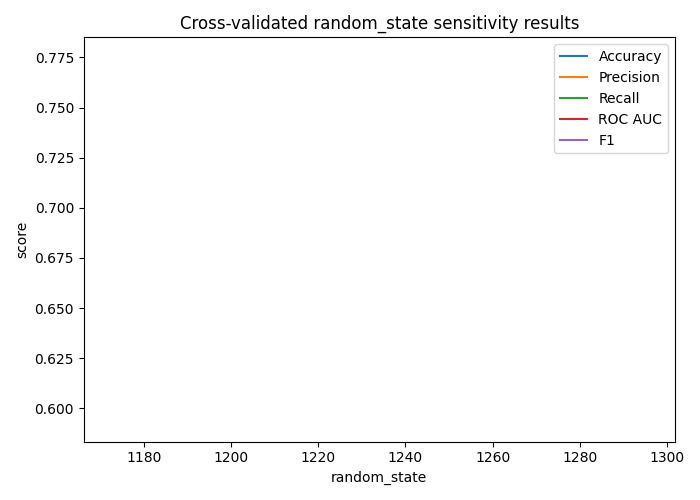 Cross-validated random_state sensitivity results
0.775
0.750
0.725
0.700
0.675
0.650
0.625
0.600
score
Accuracy
Precision
Recall
ROC AUC
F1
1180 1200 1220 1240 1260 1280 1300
random_state